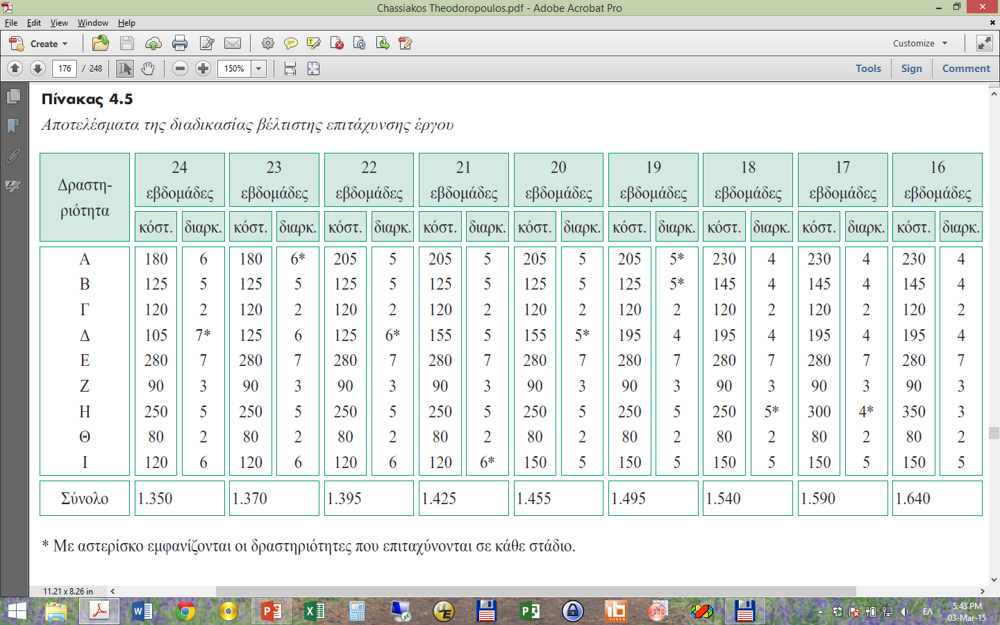 Chassiakos Theodoropoulos.pdf - Adobe Acrobat Pro
File Edit View Window Help
Create Customize
176 / 248 150% Tools Sign Comment
Πίνακας 4.5
Αποτελέσματα της διαδικασίας βέλτιστης επιτάχυνσης έργου
Δραστη-
ριότητα
24 23 22 21 20 19 18 17 16
εβδομάδες εβδομάδες εβδομάδες εβδομάδες εβδομάδες εβδομάδες εβδομάδες εβδομάδες εβδομάδες
κόστ. διαρκ. κόστ. διαρκ. κόστ. διαρκ. κόστ. διαρκ. κόστ. διαρκ. κόστ. διαρκ. κόστ. διαρκ. κόστ. διαρκ. κόστ. διαρκ.
Α 180 6 180 6* 205 5 205 5 205 5 205 5* 230 4 230 4 230 4
Β 125 5 125 5 125 5 125 5 125 5 125 5* 145 4 145 4 145 4
Γ 120 2 120 2 120 2 120 2 120 2 120 2 120 2 120 2 120 2
Δ 105 7* 125 6 125 6* 155 5 155 5* 195 4 195 4 195 4 195 4
Ε 280 7 280 7 280 7 280 7 280 7 280 7 280 7 280 7 280 7
Ζ 90 3 90 3 90 3 90 3 90 3 90 3 90 3 90 3 90 3
Η 250 5 250 5 250 5 250 5 250 5 250 5 250 5* 300 4* 350 3
Θ 80 2 80 2 80 2 80 2 80 2 80 2 80 2 80 2 80 2
Ι 120 6 120 6 120 6 120 6* 150 5 150 5 150 5 150 5 150 5
Σύνολο 1.350 1.370 1.395 1.425 1.455 1.495 1.540 1.590 1.640
* Με αστερίσκο εμφανίζονται οι δραστηριότητες που επιταχύνονται σε κάθε στάδιο.
11.21 x 8.26 in
ΕΛ
5:43 PM
03-Mar-15